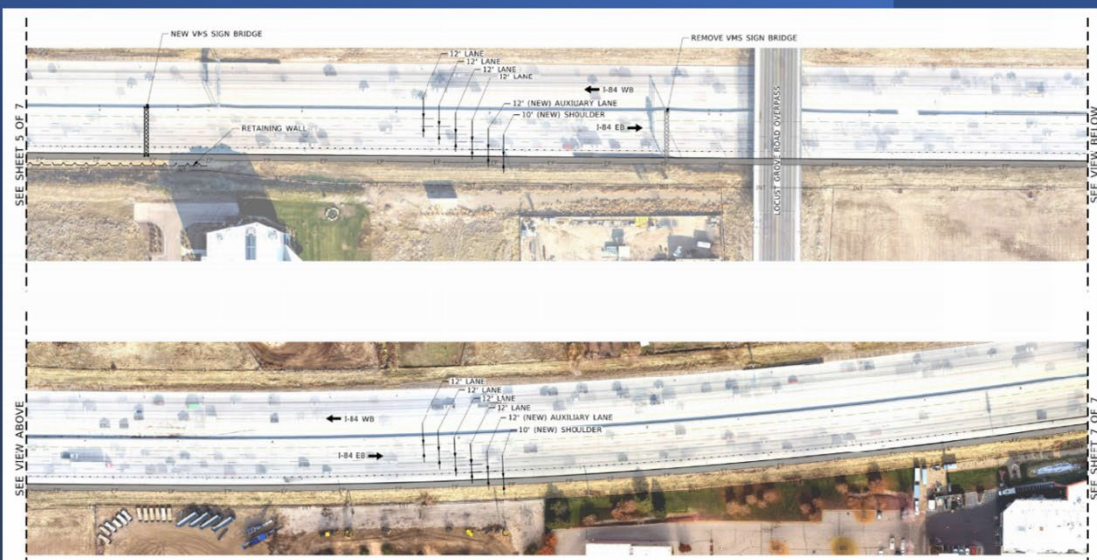 NEW VMS SIGN BRIDGE
REMOVE VMS SIGN BRIDGE
12' LANE
12' LANE
12' LANE
12' LANE
I-84 WB
12' (NEW) AUXILIARY LANE
10' (NEW) SHOULDER
I-84 EB
RETAINING WALL
LOCUST GROVE ROAD OVERPASS
SEE SHEET 5 OF 7
SEE VIEW BELOW
12' LANE
12' LANE
12' LANE
12' LANE
12' (NEW) AUXILIARY LANE
10' (NEW) SHOULDER
I-84 WB
I-84 EB
SEE VIEW ABOVE
SEE SHEET 7 OF 7